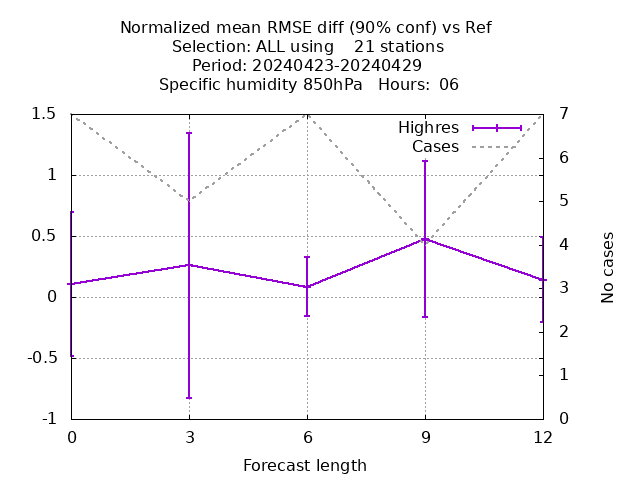 Normalized mean RMSE diff (90% conf) vs Ref
Selection: ALL using    21 stations
Period: 20240423-20240429
Specific humidity 850hPa   Hours:  06
Highres
Cases
1.5
1
0.5
0
-0.5
-1
7
6
5
4
3
2
1
0
No cases
0 3 6 9 12
Forecast length